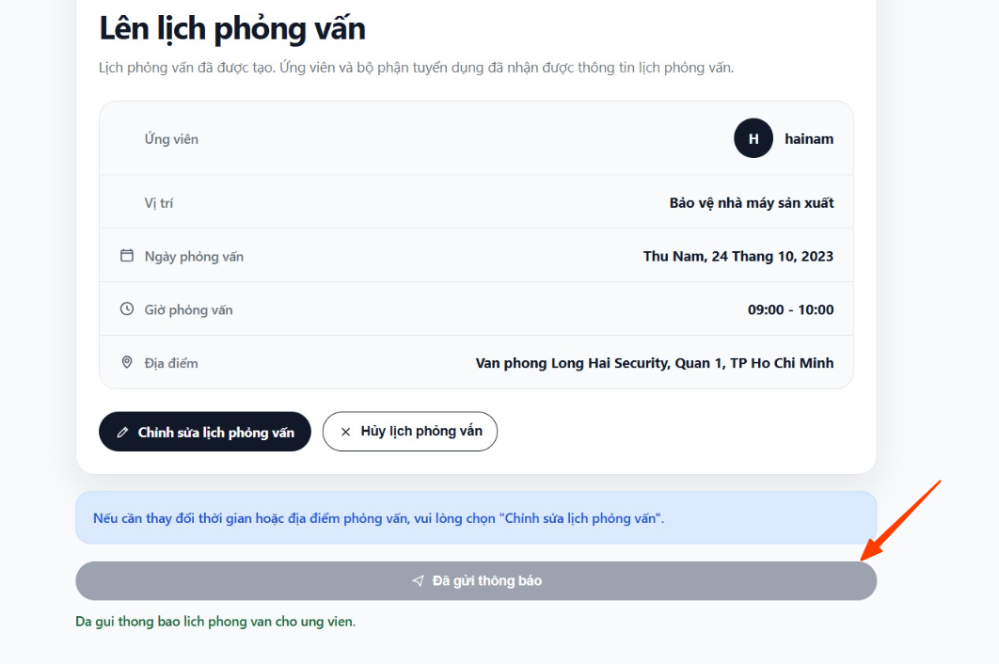 Lên lịch phỏng vấn
Lịch phỏng vấn đã được tạo. Ứng viên và bộ phận tuyển dụng đã nhận được thông tin lịch phỏng vấn.
Ứng viên
H hainam
Vị trí
Bảo vệ nhà máy sản xuất
Ngày phỏng vấn
Thu Nam, 24 Thang 10, 2023
Giờ phỏng vấn
09:00 - 10:00
Địa điểm
Van phong Long Hai Security, Quan 1, TP Ho Chi Minh
Chỉnh sửa lịch phỏng vấn
Hủy lịch phỏng vấn
Nếu cần thay đổi thời gian hoặc địa điểm phỏng vấn, vui lòng chọn "Chỉnh sửa lịch phỏng vấn".
Đã gửi thông báo
Da gui thong bao lich phong van cho ung vien.